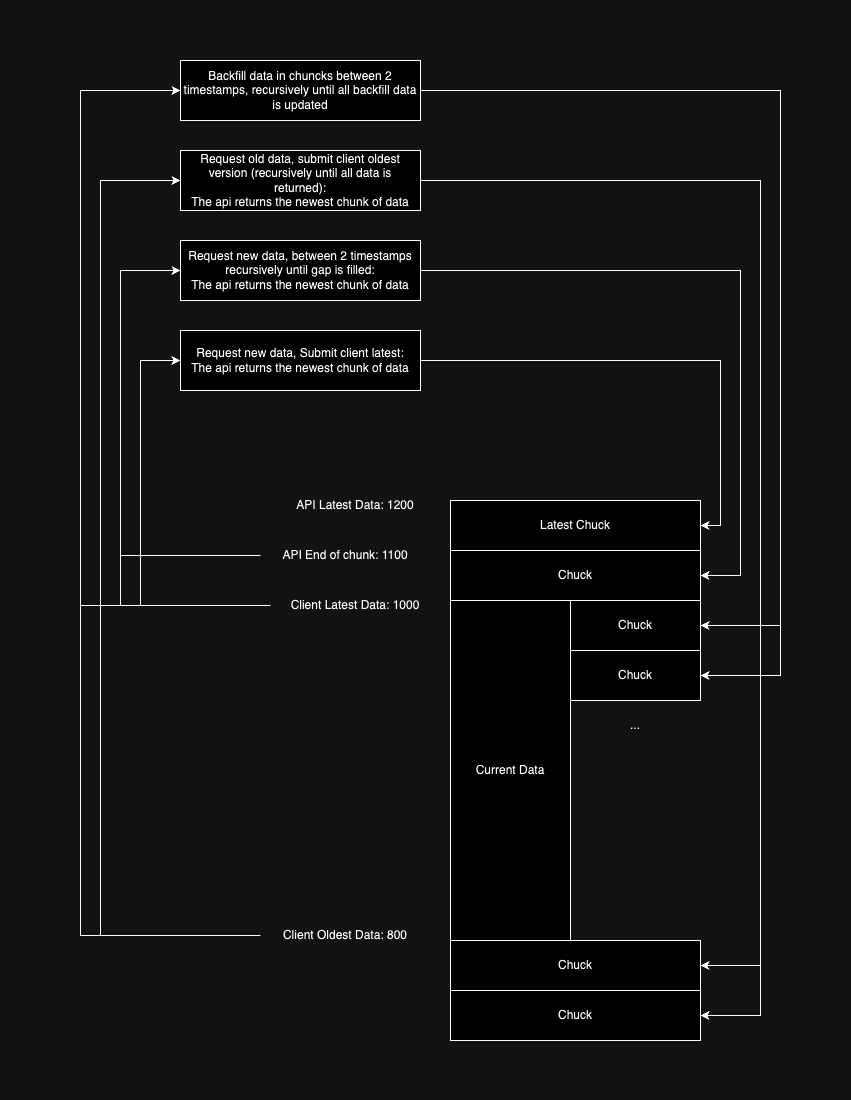 Backfill data in chuncks between 2
timestamps, recursively until all backfill data
is updated
Request old data, submit client oldest
version (recursively until all data is
returned):
The api returns the newest chunk of data
Request new data, between 2 timestamps
recursively until gap is filled:
The api returns the newest chunk of data
Request new data, Submit client latest:
The api returns the newest chunk of data
API Latest Data: 1200
Latest Chuck
API End of chunk: 1100
Chuck
Client Latest Data: 1000
Chuck
Chuck
...
Current Data
Client Oldest Data: 800
Chuck
Chuck